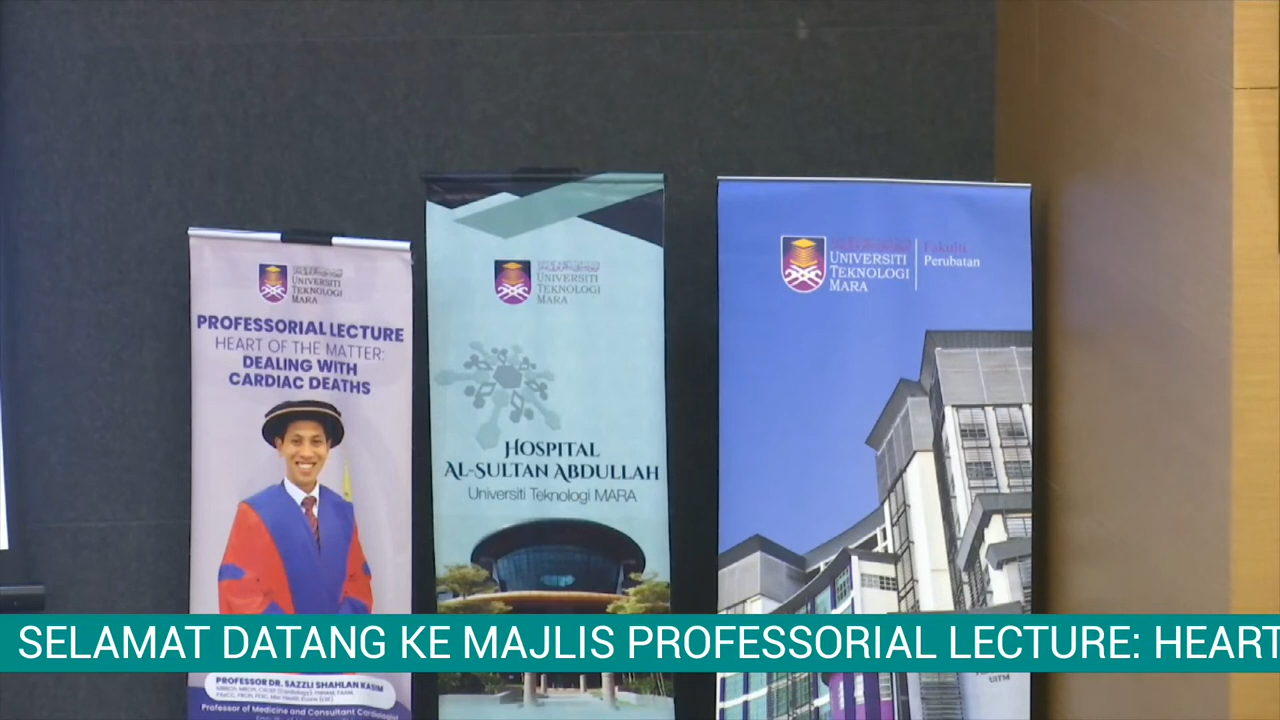 UNIVERSITI
TEKNOLOGI
MARA
PROFESSORIAL LECTURE
HEART OF THE MATTER:
DEALING WITH
CARDIAC DEATHS
PROFESSOR DR. SAZZLI SHAHLAN KASIM
Professor of Medicine and Consultant Cardiologist
UNIVERSITI
TEKNOLOGI
MARA
HOSPITAL
AL-SULTAN ABDULLAH
Universiti Teknologi MARA
UNIVERSITI
TEKNOLOGI
MARA
Fakulti
Perubatan
UiTM
SELAMAT DATANG KE MAJLIS PROFESSORIAL LECTURE: HEART